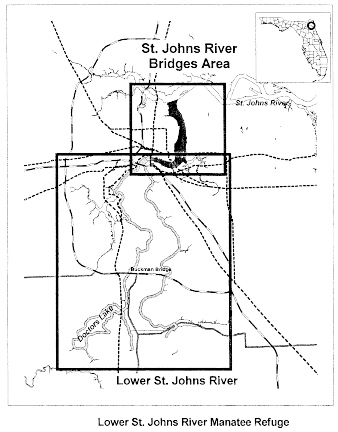 St. Johns River
Bridges Area
St. Johns River
Buckman Bridge
Doctors Lake
Lower St. Johns River
Lower St. Johns River Manatee Refuge